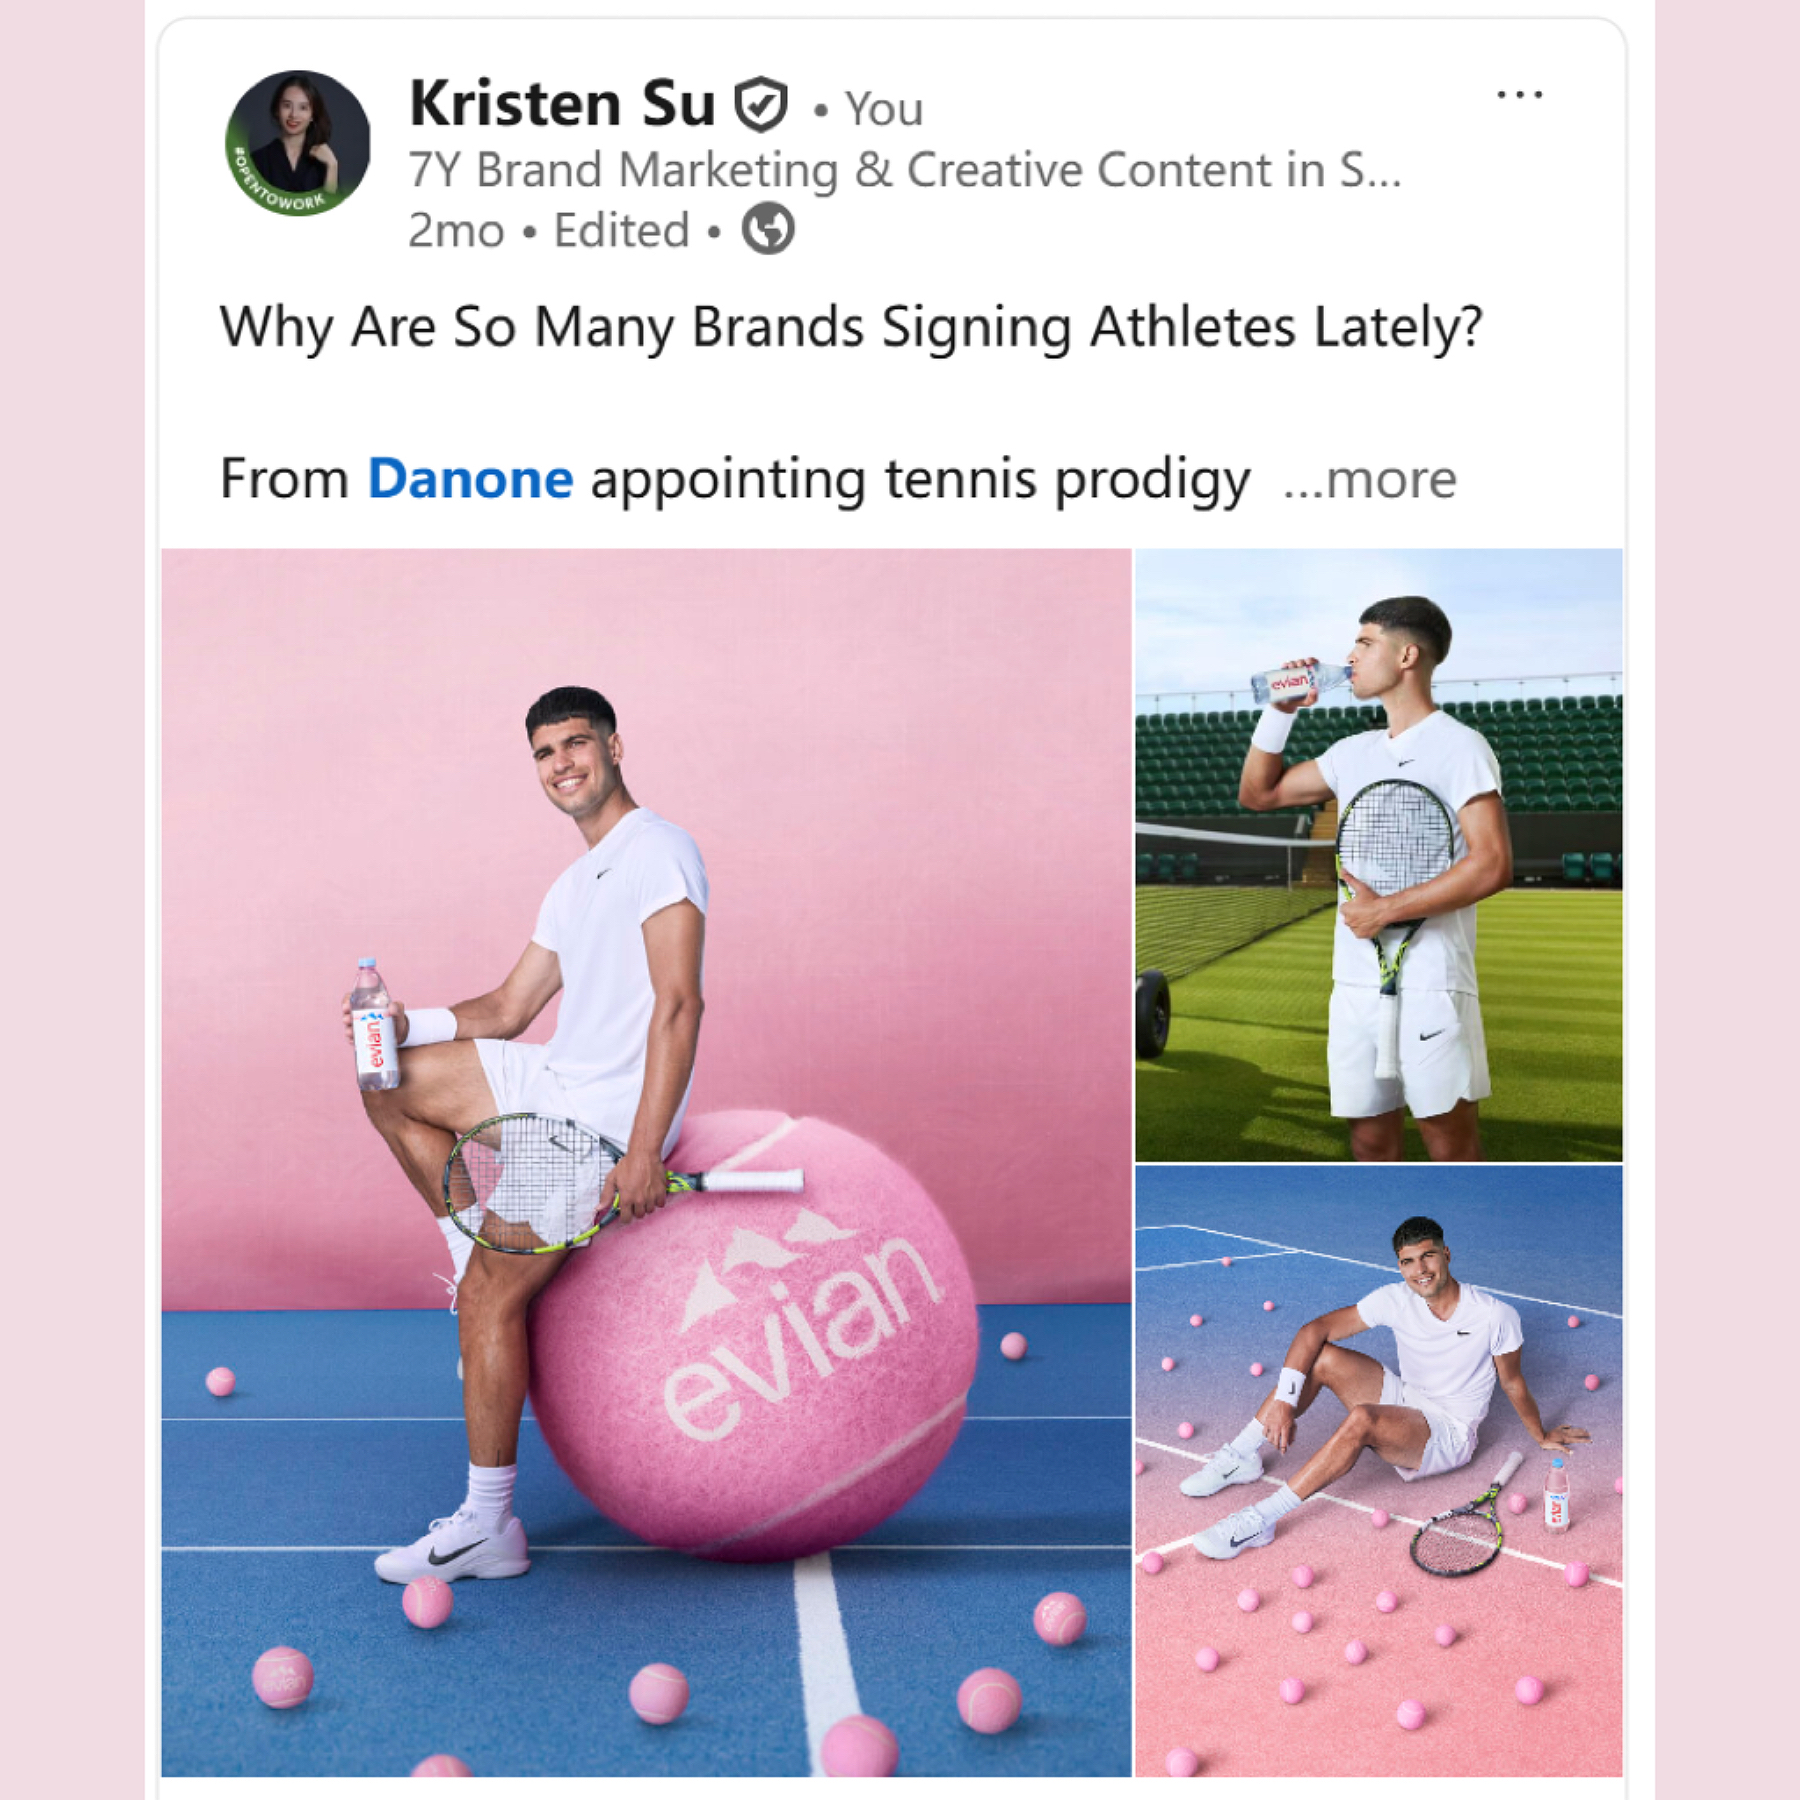 Kristen Su • You
7Y Brand Marketing & Creative Content in S...
2mo • Edited •
#OPENTOWORK
Why Are So Many Brands Signing Athletes Lately?
From Danone appointing tennis prodigy ...more
evian
evian
evian
evian
evian